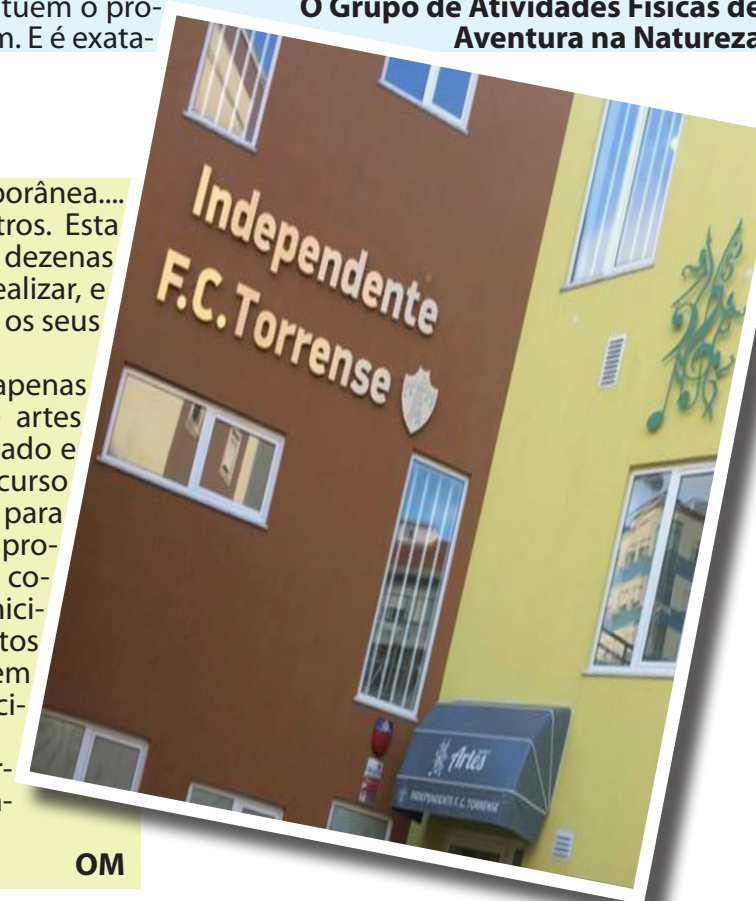 tuem o pro-
m. E é exata-
O Grupo de Atividades Físicas de
Aventura na Natureza
porânea....
tros. Esta
dezenas
ealizar, e
os seus
apenas
artes
ado e
curso
para
pro-
co-
nici-
tos
em
ci-
r-
a-
OM
Independente
F.C. Torrense
Artes
INDEPENDENTE F. C. TORRENSE